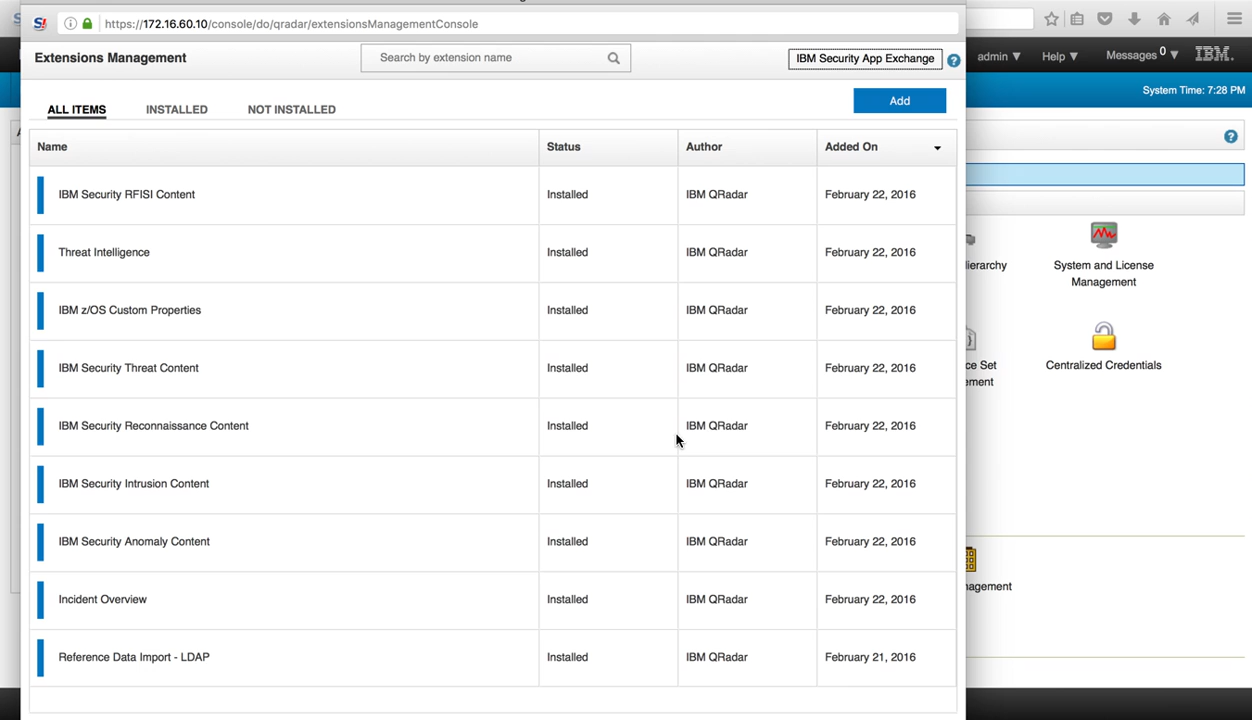 https://172.16.60.10/console/do/qradar/extensionsManagementConsole
Extensions Management
Search by extension name
IBM Security App Exchange
admin ▼
Help ▼
Messages 0 ▼
IBM.
System Time: 7:28 PM
ALL ITEMS
INSTALLED
NOT INSTALLED
Add
Name Status Author Added On
IBM Security RFISI Content Installed IBM QRadar February 22, 2016
Threat Intelligence Installed IBM QRadar February 22, 2016
IBM z/OS Custom Properties Installed IBM QRadar February 22, 2016
IBM Security Threat Content Installed IBM QRadar February 22, 2016
IBM Security Reconnaissance Content Installed IBM QRadar February 22, 2016
IBM Security Intrusion Content Installed IBM QRadar February 22, 2016
IBM Security Anomaly Content Installed IBM QRadar February 22, 2016
Incident Overview Installed IBM QRadar February 22, 2016
Reference Data Import - LDAP Installed IBM QRadar February 21, 2016
ierarchy
System and License
Management
ce Set
ement
Centralized Credentials
nagement